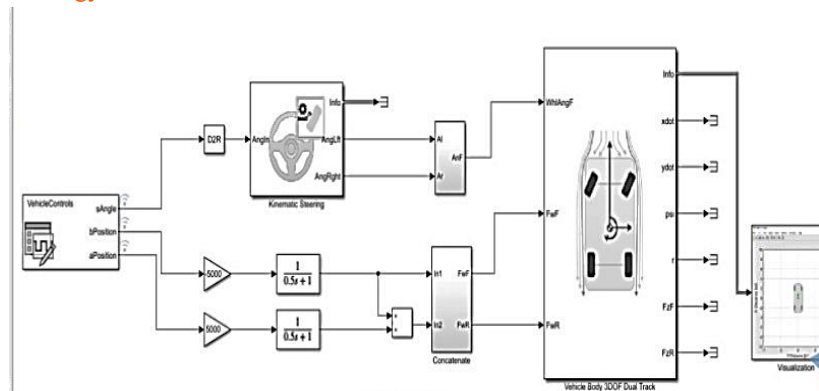 VehicleControls
sAngle
bPosition
aPosition
D2R
Info
AngIn
AngLft
AngRght
Kinematic Steering
Al
Ar
AnF
5000
1
0.5s + 1
5000
1
0.5s + 1
+
+
In1
In2
FwF
FwR
Concatenate
WhlAngF
FwF
FwR
Info
xdot
ydot
psi
r
FzF
FzR
Vehicle Body 3DOF Dual Track
Visualization